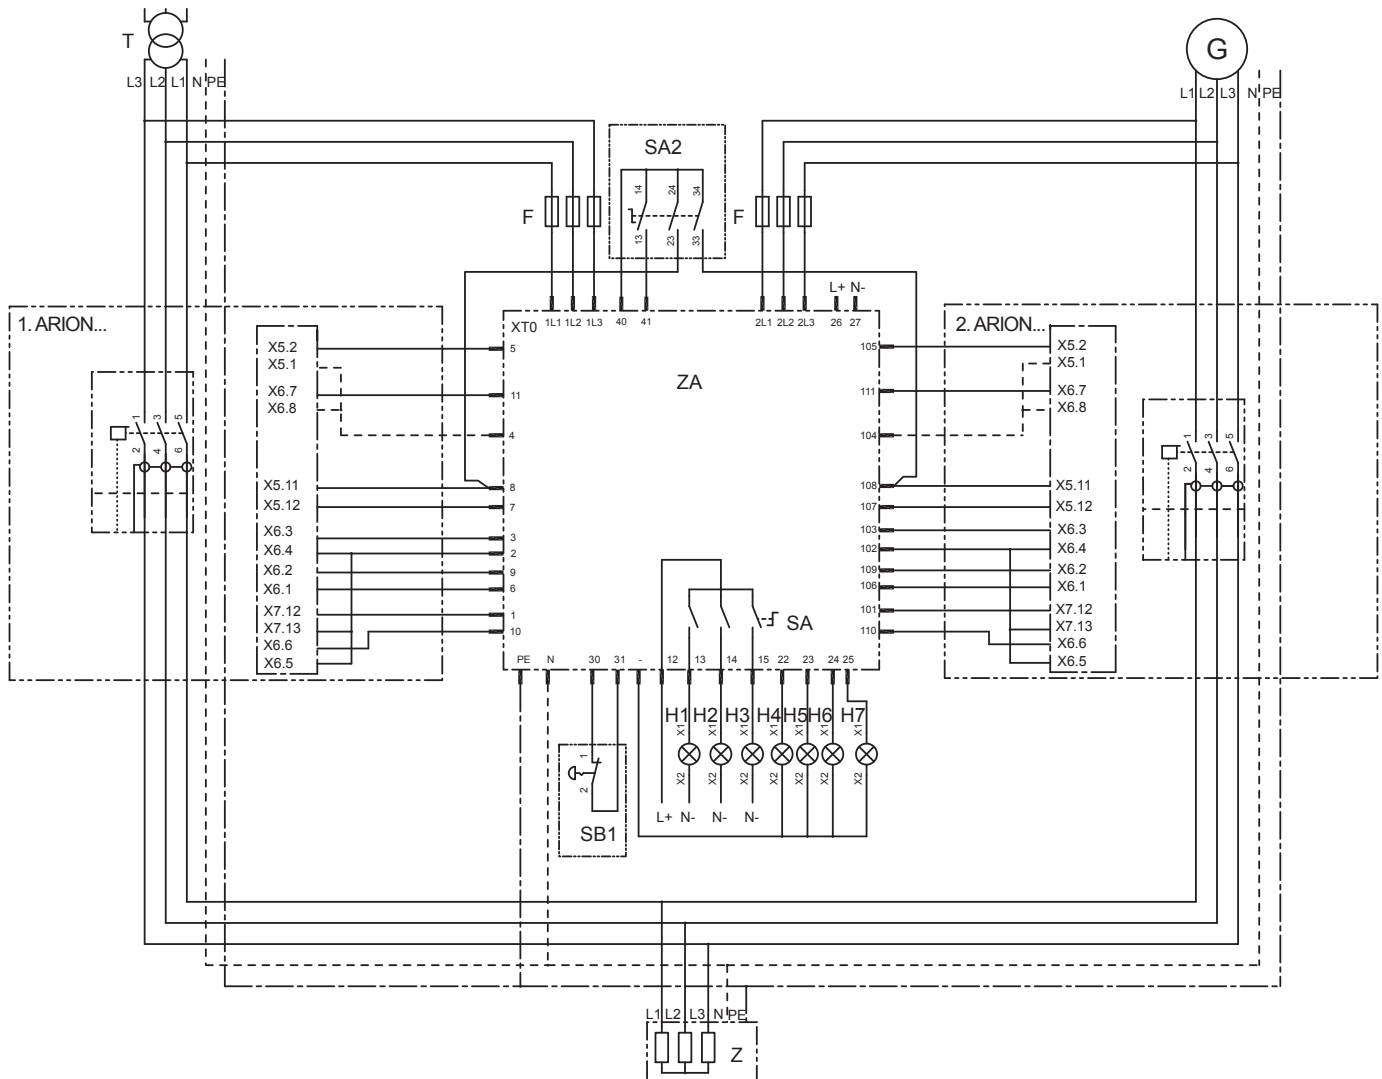 T
G
L3 L2 L1 N PE
L1 L2 L3 N PE
SA2
14 24 34
13 23 33
F
F
L+ N-
1. ARION...
2. ARION...
XT0
1L1 1L2 1L3 40 41 2L1 2L2 2L3 26 27
ZA
X5.2
X5.1
X6.7
X6.8
X5.11
X5.12
X6.3
X6.4
X6.2
X6.1
X7.12
X7.13
X6.6
X6.5
1 3 5
2 4 6
5
11
4
8
7
3
2
9
6
1
10
105
111
104
108
107
103
102
109
106
101
110
X5.2
X5.1
X6.7
X6.8
X5.11
X5.12
X6.3
X6.4
X6.2
X6.1
X7.12
X7.13
X6.6
X6.5
1 3 5
2 4 6
SA
PE N 30 31 - 12 13 14 15 22 23 24 25
H1 H2 H3 H4 H5 H6 H7
X1 X1 X1 X1 X1 X1 X1
X2 X2 X2 X2 X2 X2 X2
1
2
SB1
L+ N- N- N-
L1 L2 L3 N PE
Z